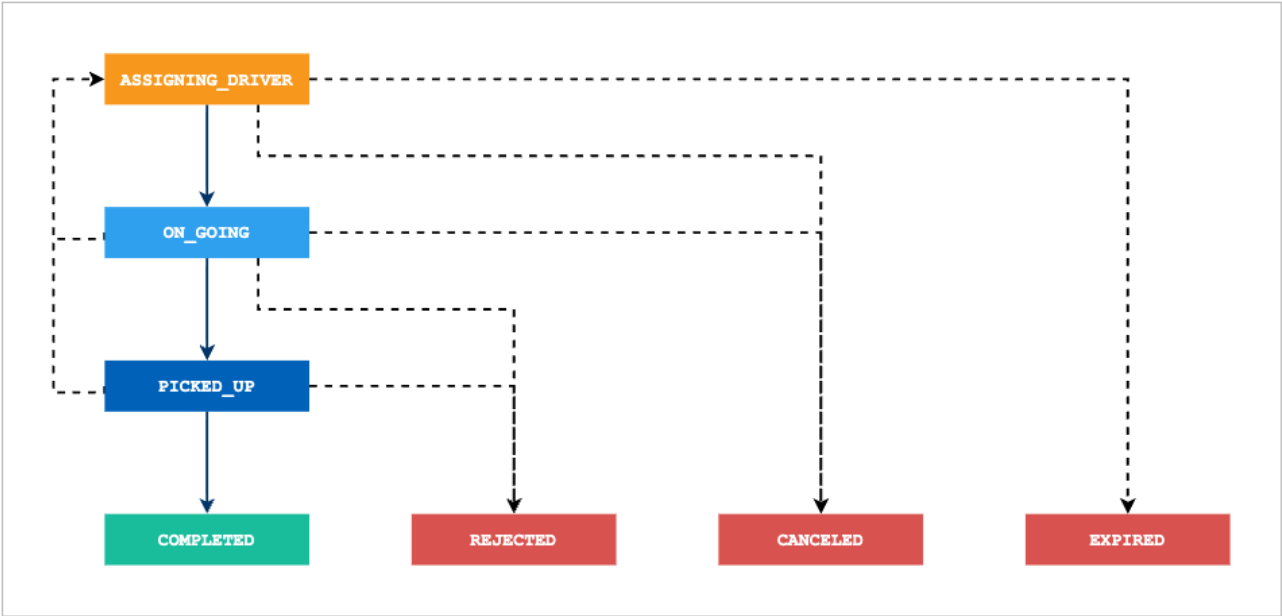 ASSIGNING_DRIVER
ON_GOING
PICKED_UP
COMPLETED
REJECTED
CANCELED
EXPIRED